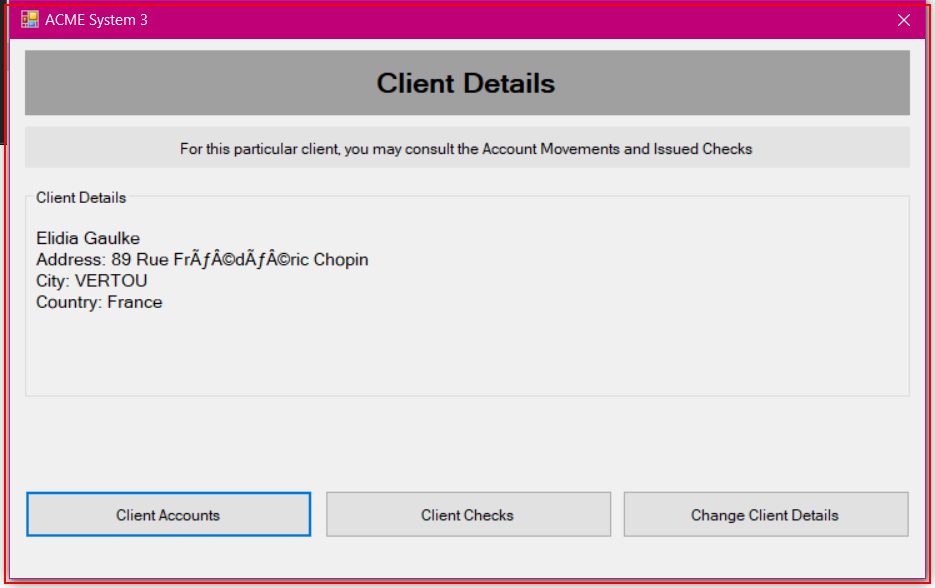 ACME System 3
Client Details
For this particular client, you may consult the Account Movements and Issued Checks
Client Details
Elidia Gaulke
Address: 89 Rue FrÃƒÂ©dÃƒÂ©ric Chopin
City: VERTOU
Country: France
Client Accounts
Client Checks
Change Client Details